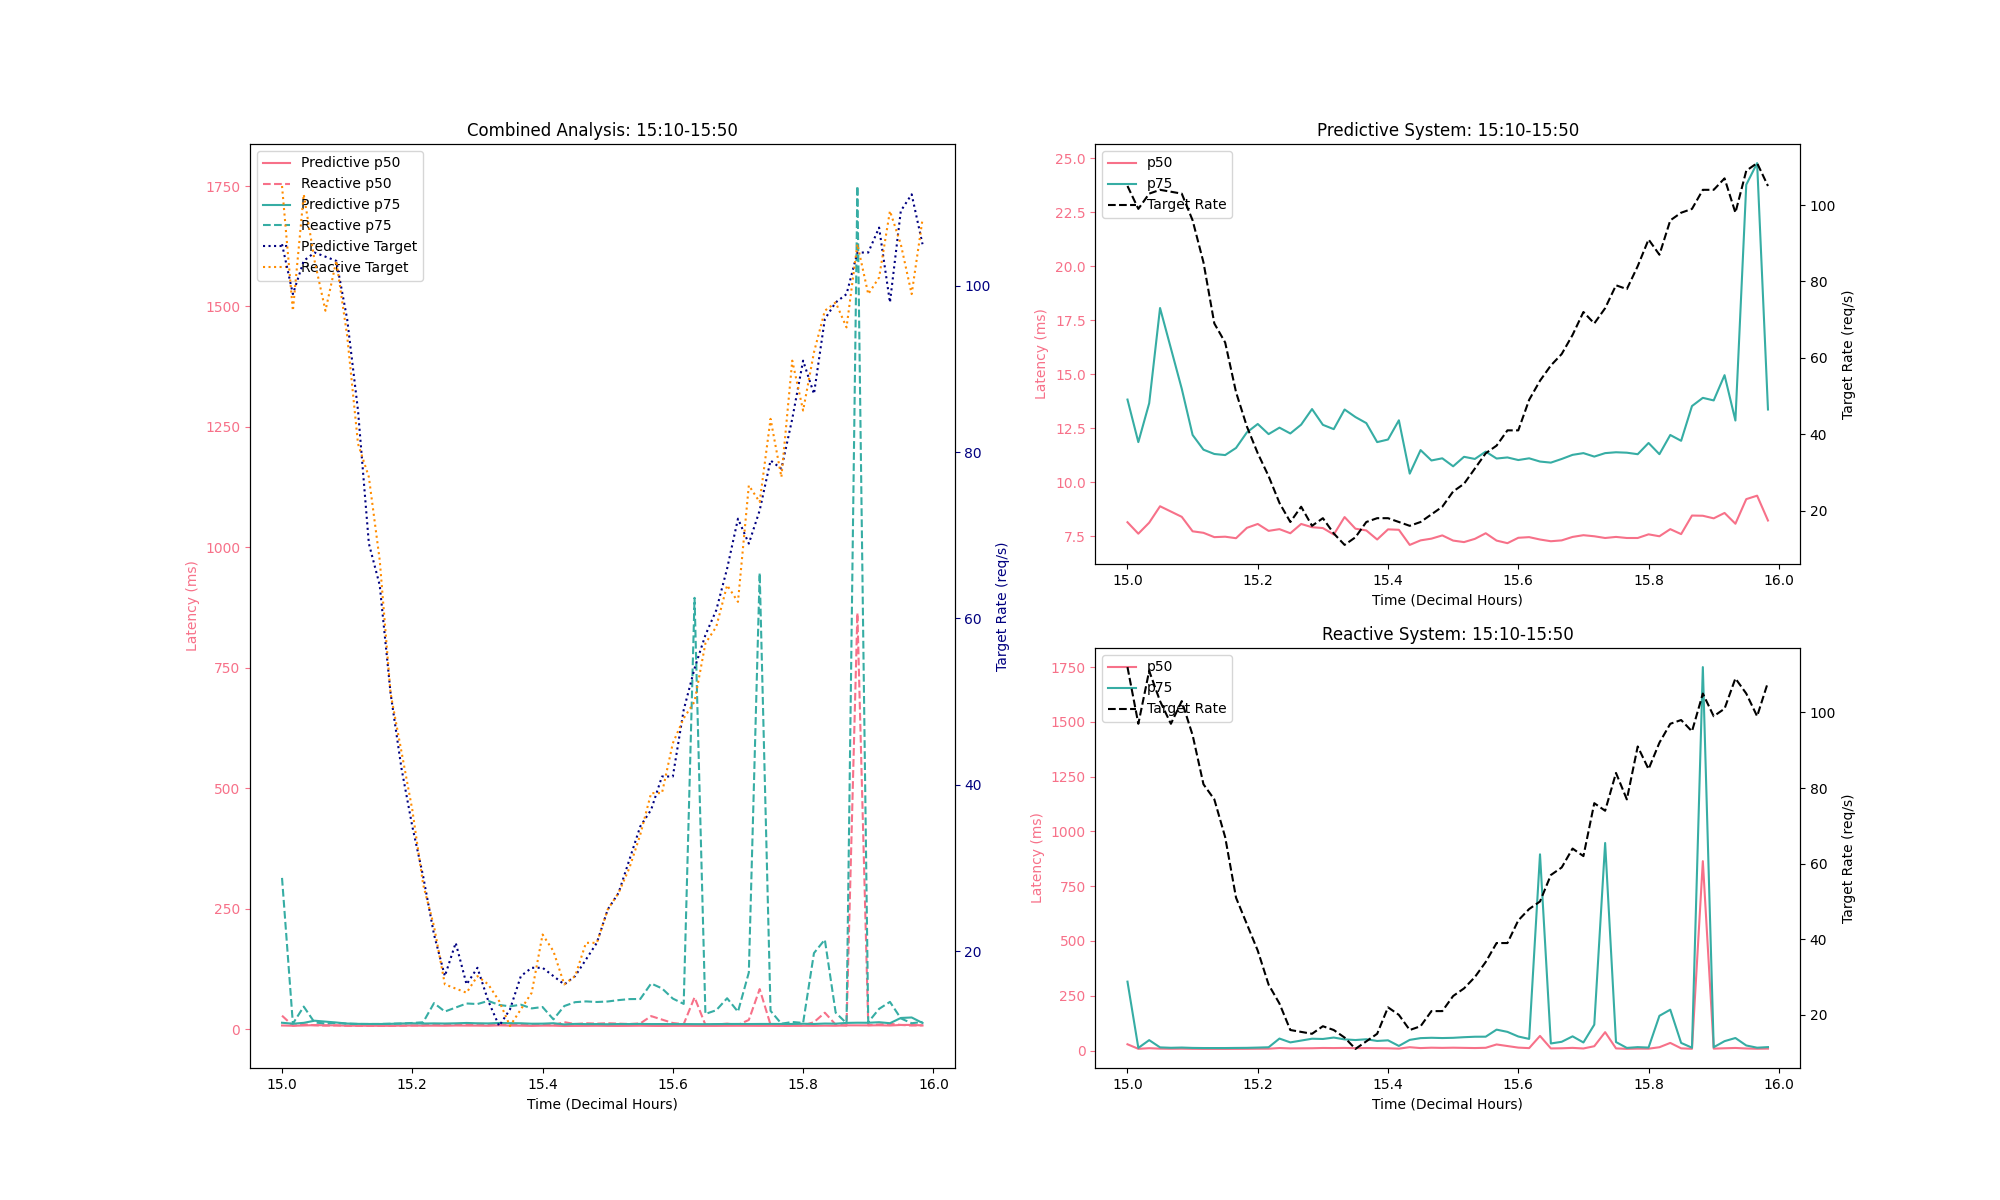 Combined Analysis: 15:10-15:50
Predictive p50
Reactive p50
Predictive p75
Reactive p75
Predictive Target
Reactive Target
1750
1500
1250
1000
750
500
250
0
Latency (ms)
100
80
60
40
20
Target Rate (req/s)
15.0 15.2 15.4 15.6 15.8 16.0
Time (Decimal Hours)
Predictive System: 15:10-15:50
p50
p75
Target Rate
25.0
22.5
20.0
17.5
15.0
12.5
10.0
7.5
Latency (ms)
100
80
60
40
20
Target Rate (req/s)
15.0 15.2 15.4 15.6 15.8 16.0
Time (Decimal Hours)
Reactive System: 15:10-15:50
p50
p75
Target Rate
1750
1500
1250
1000
750
500
250
0
Latency (ms)
100
80
60
40
20
Target Rate (req/s)
15.0 15.2 15.4 15.6 15.8 16.0
Time (Decimal Hours)